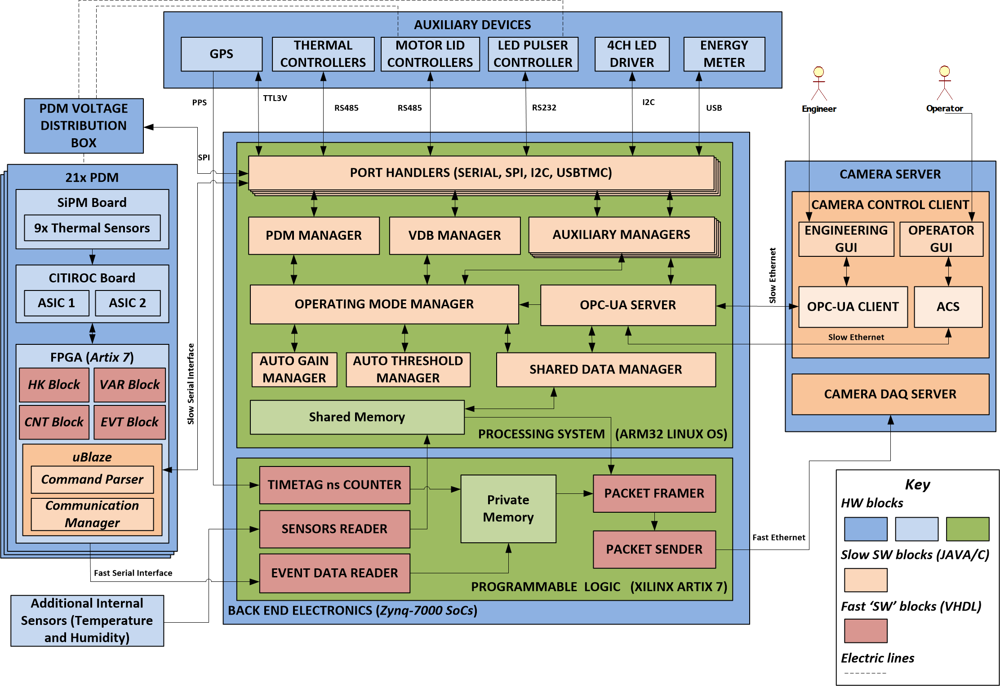 AUXILIARY DEVICES
GPS
THERMAL
CONTROLLERS
MOTOR LID
CONTROLLERS
LED PULSER
CONTROLLER
4CH LED
DRIVER
ENERGY
METER
PPS
TTL3V
RS485
RS485
RS232
I2C
USB
Engineer
Operator
PDM VOLTAGE
DISTRIBUTION
BOX
SPI
21x PDM
SiPM Board
9x Thermal Sensors
CITIROC Board
ASIC 1
ASIC 2
FPGA (Artix 7)
HK Block
VAR Block
CNT Block
EVT Block
uBlaze
Command Parser
Communication
Manager
Slow Serial Interface
Fast Serial Interface
Additional Internal
Sensors (Temperature
and Humidity)
PORT HANDLERS (SERIAL, SPI, I2C, USBTMC)
PDM MANAGER
VDB MANAGER
AUXILIARY MANAGERS
OPERATING MODE MANAGER
OPC-UA SERVER
AUTO GAIN
MANAGER
AUTO THRESHOLD
MANAGER
SHARED DATA MANAGER
Shared Memory
PROCESSING SYSTEM (ARM32 LINUX OS)
TIMETAG ns COUNTER
SENSORS READER
EVENT DATA READER
Private
Memory
PACKET FRAMER
PACKET SENDER
PROGRAMMABLE LOGIC (XILINX ARTIX 7)
BACK END ELECTRONICS (Zynq-7000 SoCs)
Slow Ethernet
CAMERA SERVER
CAMERA CONTROL CLIENT
ENGINEERING
GUI
OPERATOR
GUI
OPC-UA CLIENT
ACS
Slow Ethernet
CAMERA DAQ SERVER
Fast Ethernet
Key
HW blocks
Slow SW blocks (JAVA/C)
Fast ‘SW’ blocks (VHDL)
Electric lines